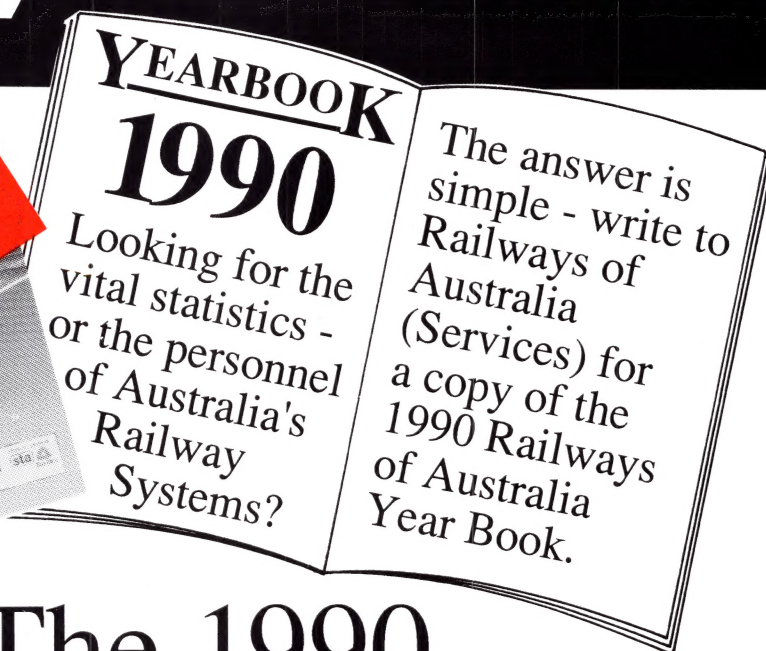 YEARBOOK
1990
Looking for the
vital statistics -
or the personnel
of Australia's
Railway
Systems?
The answer is
simple - write to
Railways of
Australia
(Services) for
a copy of the
1990 Railways
of Australia
Year Book.
sta
The 1990